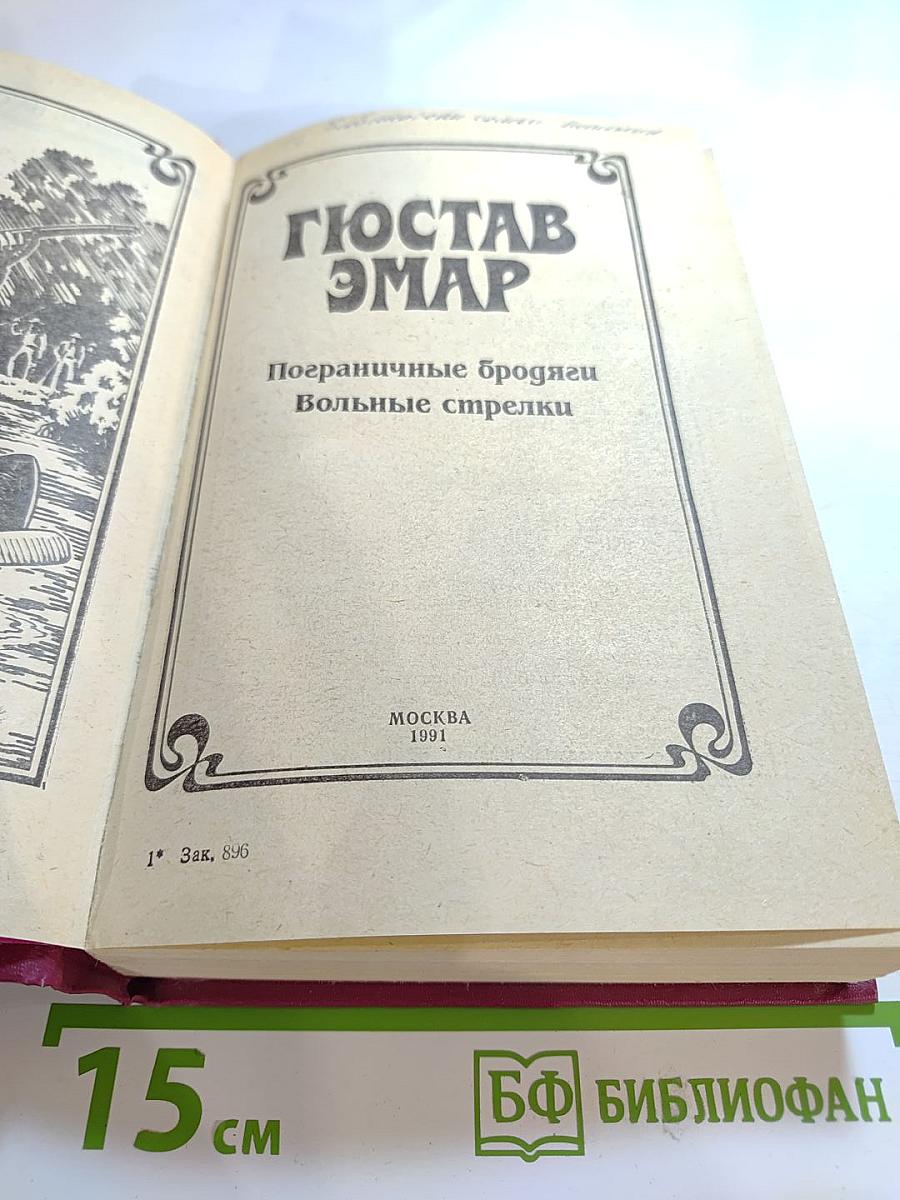 ГЮСТАВ
ЭМАР
Пограничные бродяги
Вольные стрелки
МОСКВА
1991
1* Зак. 896
15 см
БФ БИБЛИОФАН